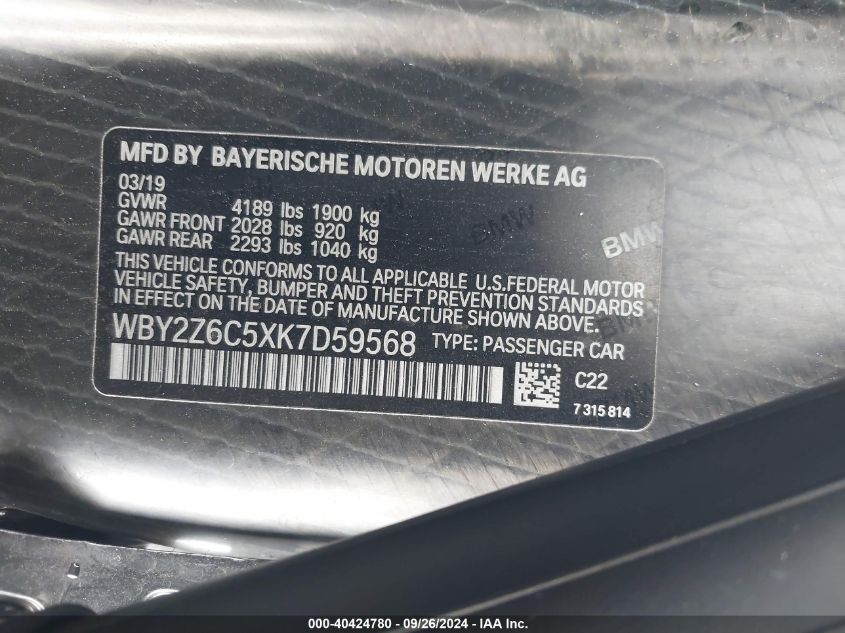 MFD BY BAYERISCHE MOTOREN WERKE AG
03/19
GVWR 4189 lbs 1900 kg
GAWR FRONT 2028 lbs 920 kg
GAWR REAR 2293 lbs 1040 kg
THIS VEHICLE CONFORMS TO ALL APPLICABLE U.S.FEDERAL MOTOR
VEHICLE SAFETY, BUMPER, AND THEFT PREVENTION STANDARDS
IN EFFECT ON THE DATE OF MANUFACTURE SHOWN ABOVE.
WBY2Z6C5XK7D59568 TYPE: PASSENGER CAR
C22
7 315 814
BMW
BMW
000-40424780 - 09/26/2024 - IAA Inc.